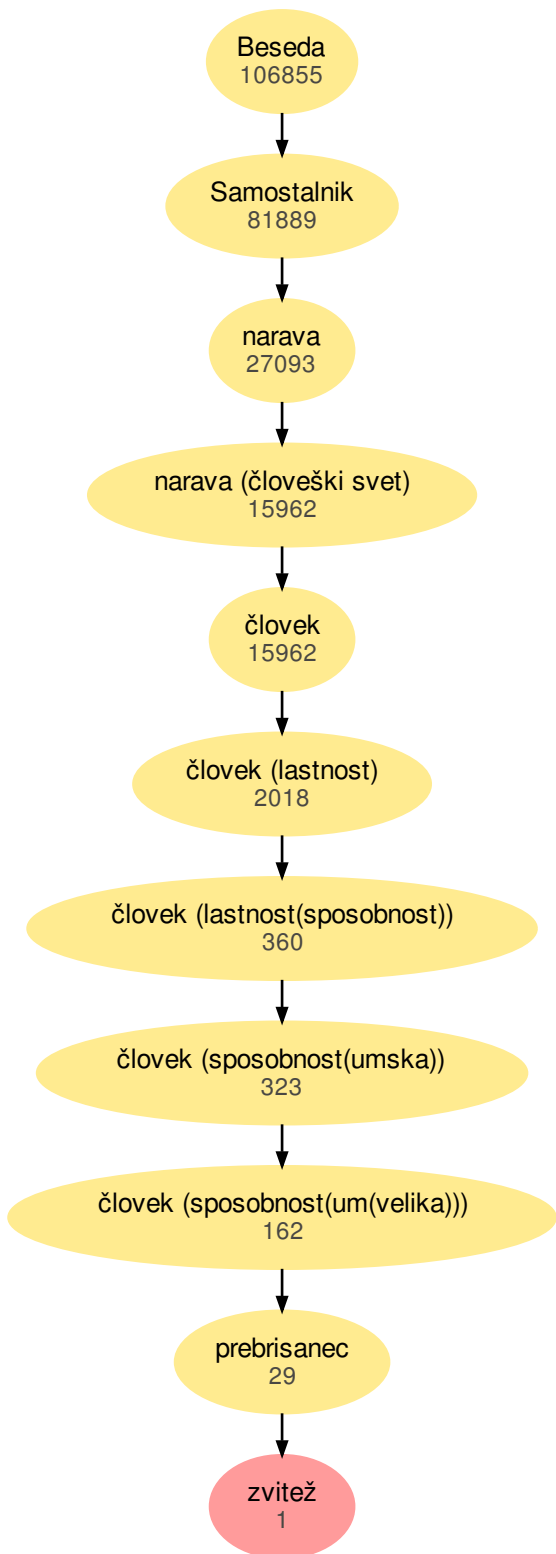 Beseda
106855
Samostalnik
81889
narava
27093
narava (človeški svet)
15962
človek
15962
človek (lastnost)
2018
človek (lastnost(sposobnost))
360
človek (sposobnost(umska))
323
človek (sposobnost(um(velika)))
162
prebrisanec
29
zvitež
1